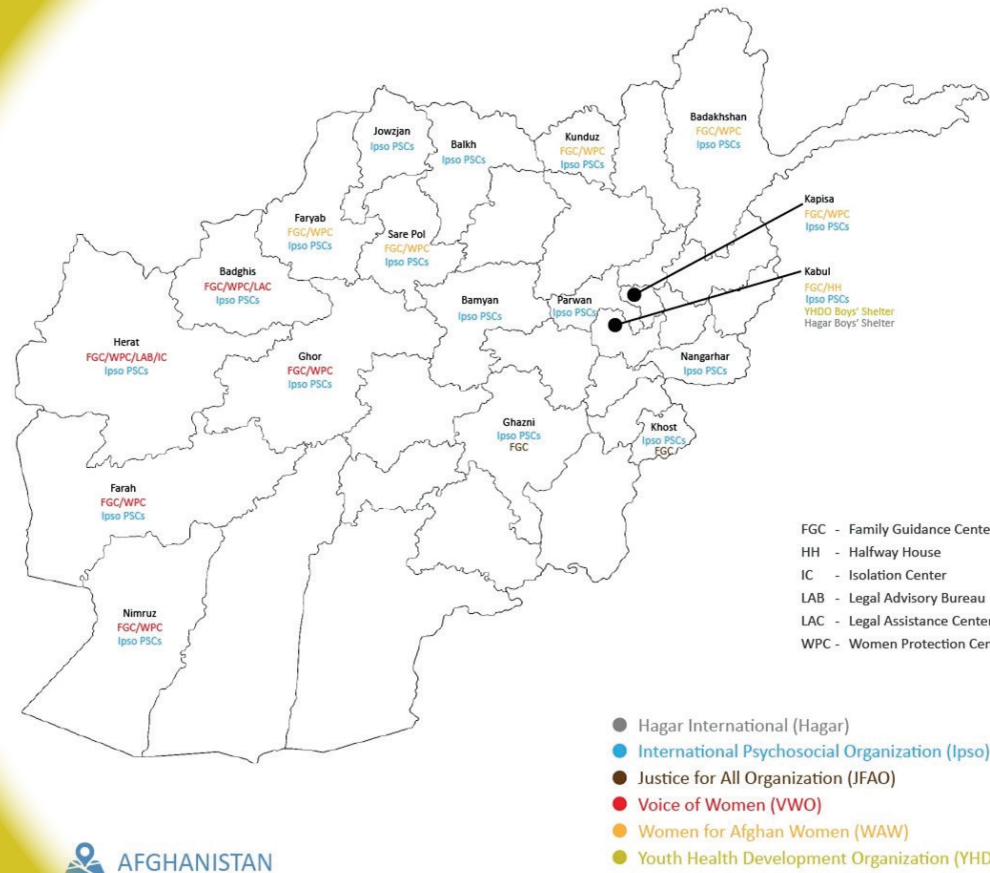 Badakhshan
FGC/WPC
Ipso PSCs
Jowzjan
Ipso PSCs
Balkh
Ipso PSCs
Kunduz
FGC/WPC
Ipso PSCs
Kapisa
FGC/WPC
Ipso PSCs
Faryab
FGC/WPC
Ipso PSCs
Sare Pol
FGC/WPC
Ipso PSCs
Badghis
FGC/WPC/LAC
Ipso PSCs
Kabul
FGC/HH
Ipso PSCs
YHDO Boys' Shelter
Hagar Boys' Shelter
Bamyan
Ipso PSCs
Parwan
Ipso PSCs
Herat
FGC/WPC/LAB/IC
Ipso PSCs
Ghor
FGC/WPC
Ipso PSCs
Nangarhar
Ipso PSCs
Ghazni
Ipso PSCs
FGC
Khost
Ipso PSCs
FGC
Farah
FGC/WPC
Ipso PSCs
Nimruz
FGC/WPC
Ipso PSCs
FGC - Family Guidance Cente
HH - Halfway House
IC - Isolation Center
LAB - Legal Advisory Bureau
LAC - Legal Assistance Center
WPC - Women Protection Cen
Hagar International (Hagar)
International Psychosocial Organization (Ipso)
Justice for All Organization (JFAO)
Voice of Women (VWO)
Women for Afghan Women (WAW)
Youth Health Development Organization (YHD
AFGHANISTAN